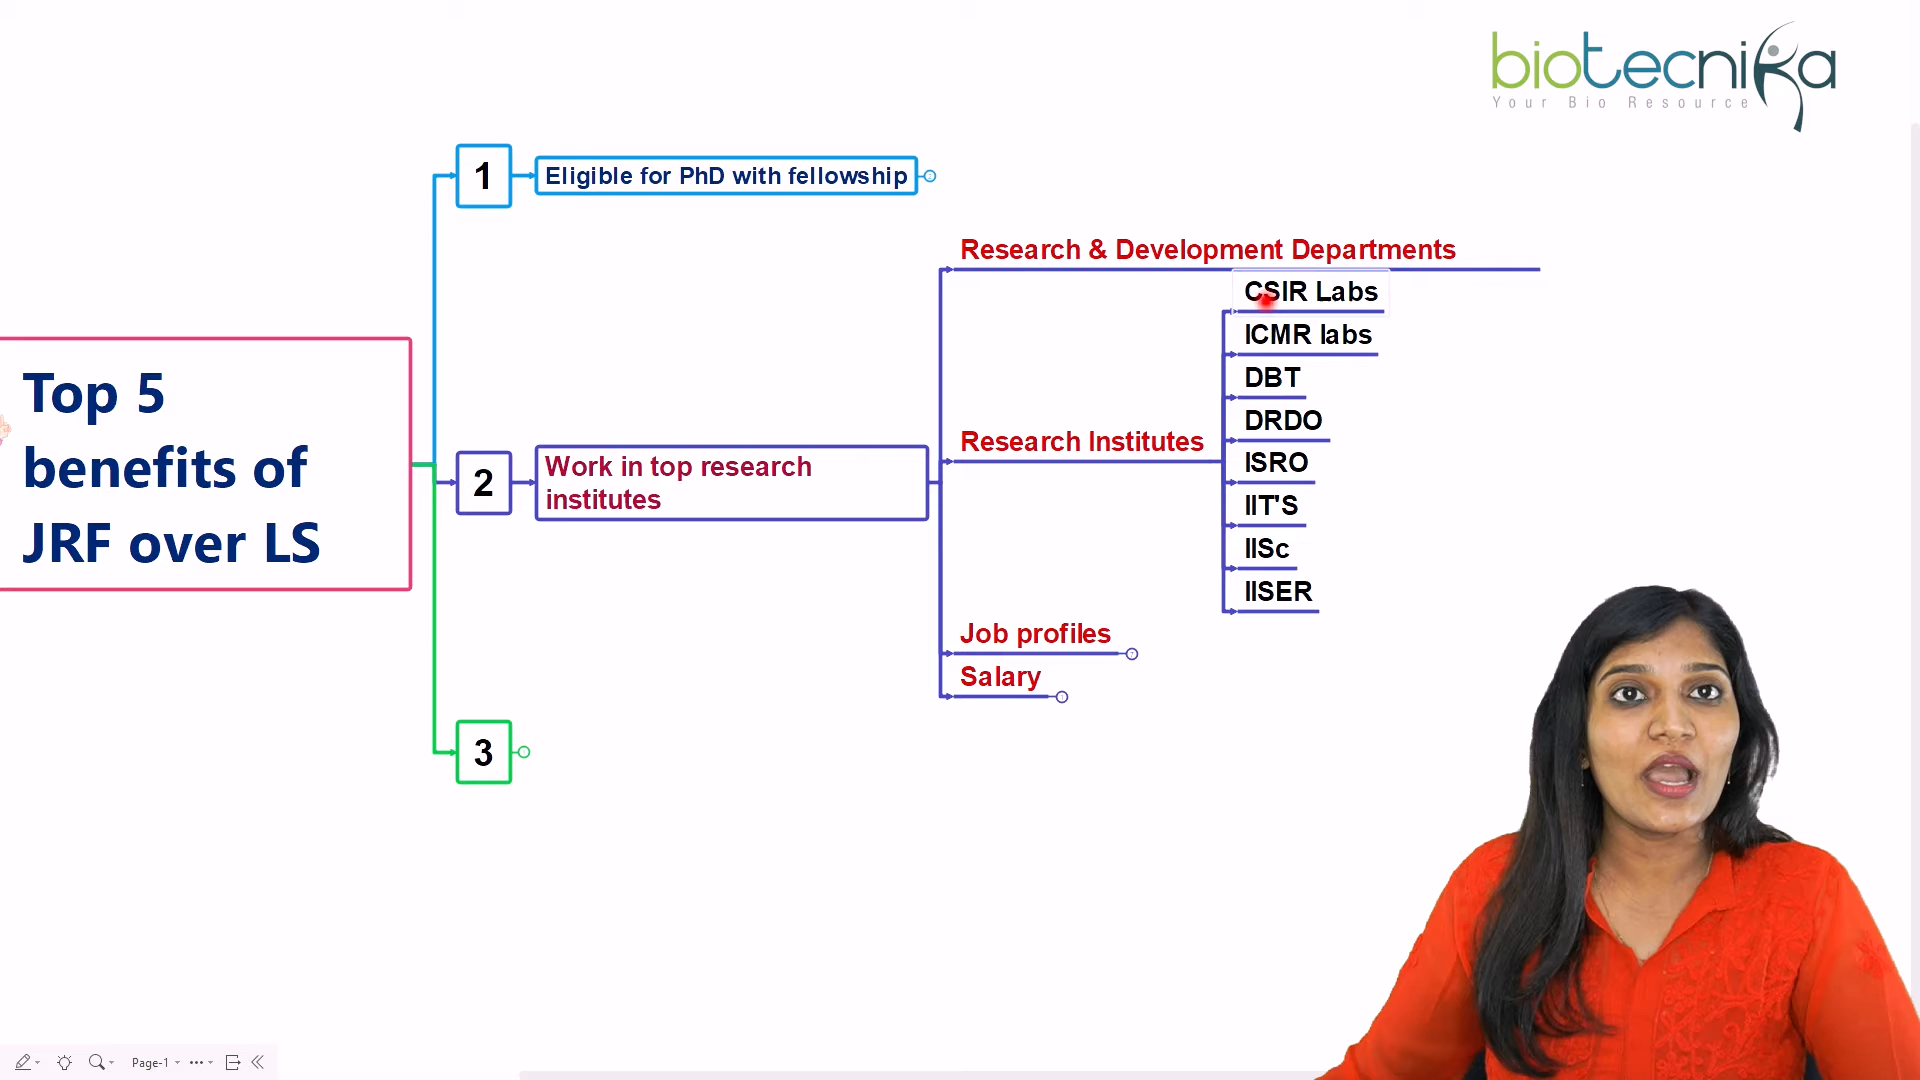 biotecnika
Your Bio Resource
1
Eligible for PhD with fellowship
Research & Development Departments
CSIR Labs
ICMR labs
DBT
DRDO
ISRO
IIT'S
IISc
IISER
Research Institutes
Top 5
benefits of
JRF over LS
2
Work in top research
institutes
Job profiles
Salary
3
Page-1